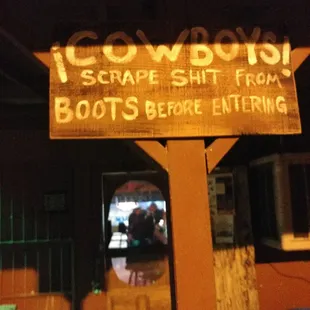 ¡COWBOYS!
SCRAPE SHIT FROM
BOOTS BEFORE ENTERING